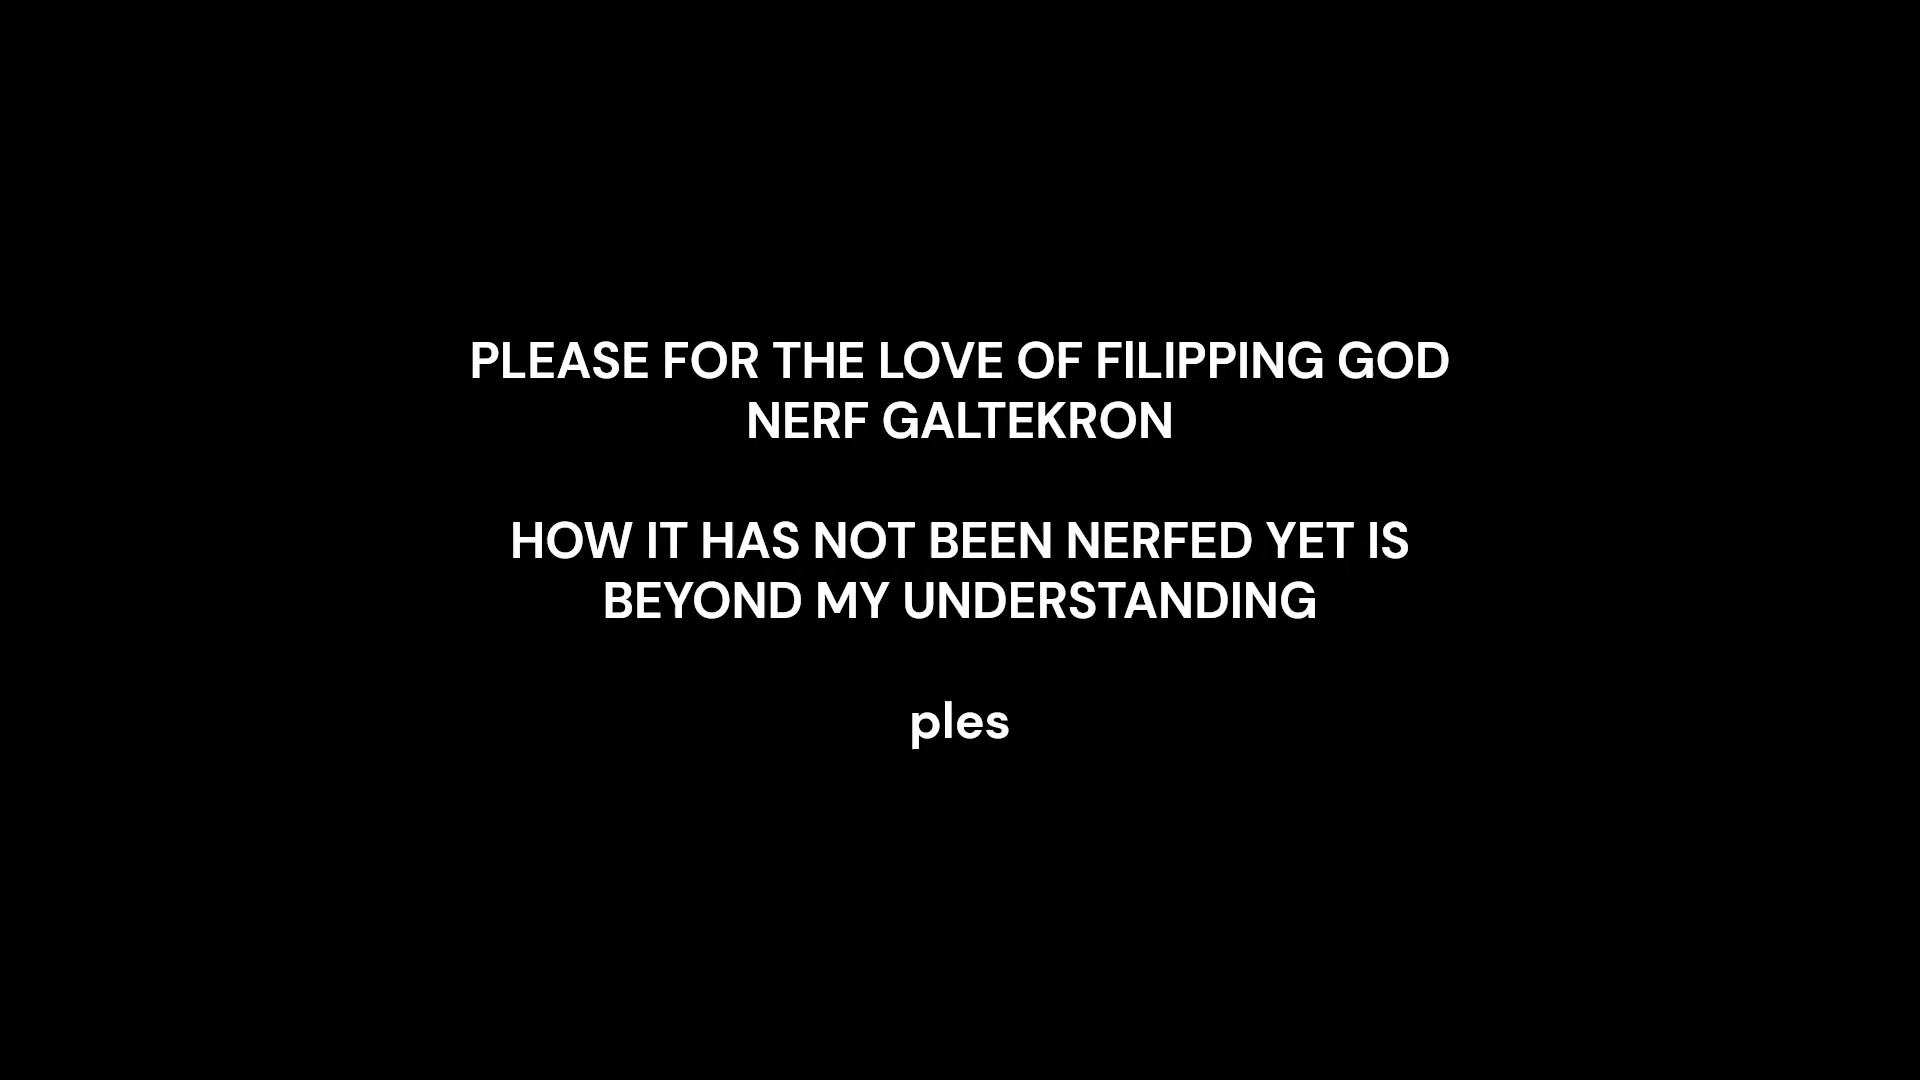 PLEASE FOR THE LOVE OF FlLIPPING GOD
NERF GALTEKRON
HOW IT HAS NOT BEEN NERFED YET IS
BEYOND MY UNDERSTANDING
ples